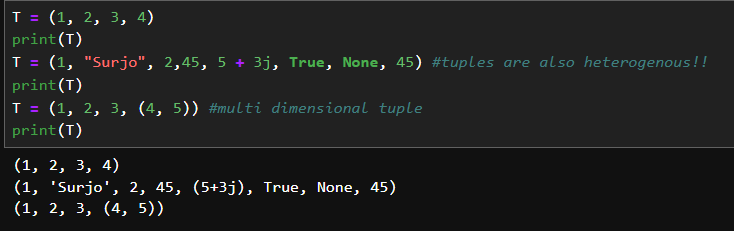 T = (1, 2, 3, 4)
print(T)
T = (1, "Surjo", 2,45, 5 + 3j, True, None, 45) #tuples are also heterogenous!!
print(T)
T = (1, 2, 3, (4, 5)) #multi dimensional tuple
print(T)
(1, 2, 3, 4)
(1, 'Surjo', 2, 45, (5+3j), True, None, 45)
(1, 2, 3, (4, 5))